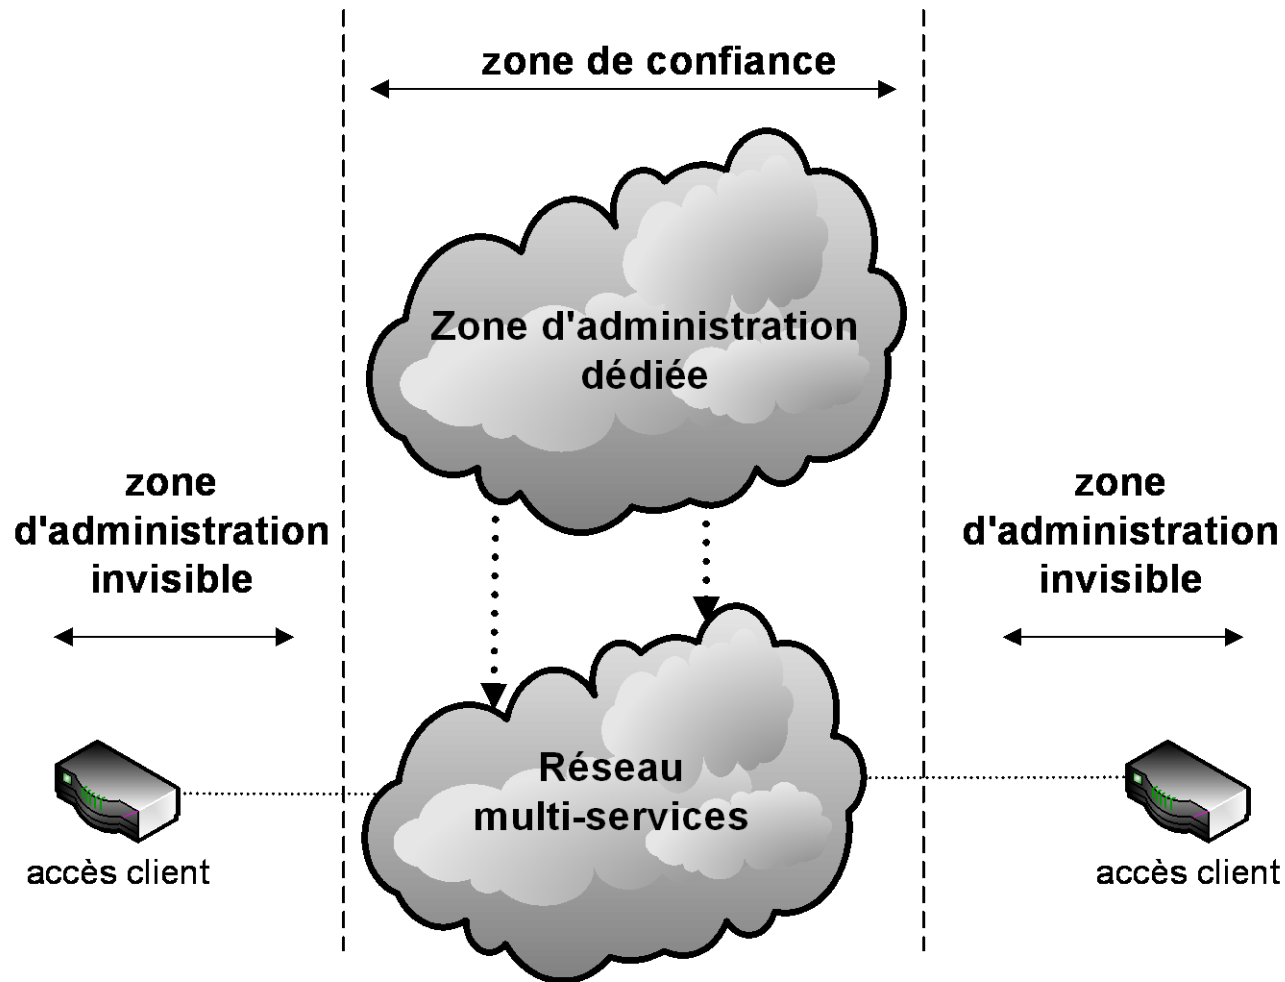 zone de confiance
Zone d'administration
dédiée
zone
d'administration
invisible
zone
d'administration
invisible
Réseau
multi-services
accès client
accès client